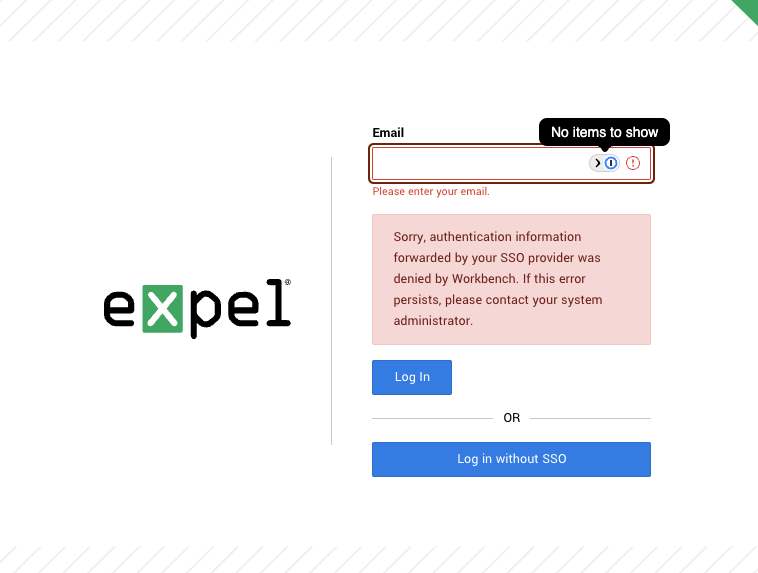 No items to show
Email
Please enter your email.
Sorry, authentication information
forwarded by your SSO provider was
denied by Workbench. If this error
persists, please contact your system
administrator.
expel®
Log In
OR
Log in without SSO